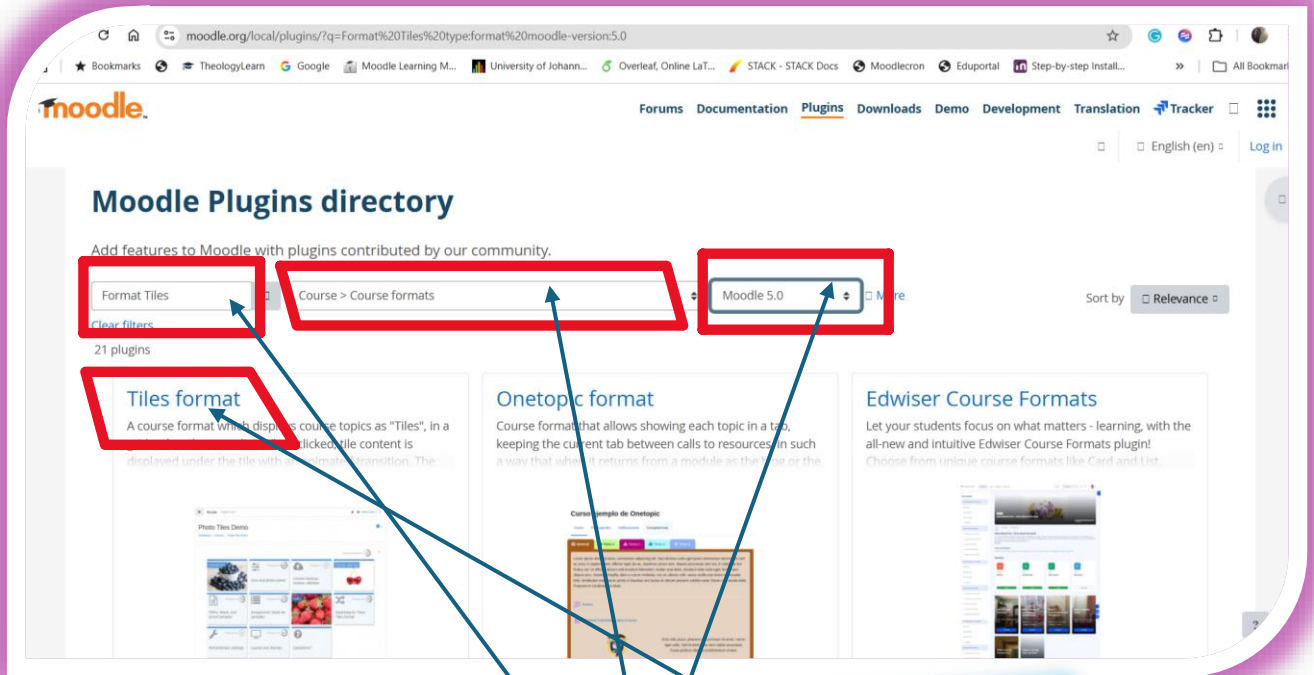 moodle.org/local/plugins/?q=Format%20Tiles%20type:format%20moodle-version:5.0
Bookmarks TheologyLearn Google Moodle Learning M... University of Johann... Overleaf, Online LaT... STACK - STACK Docs Moodlecron Eduportal Step-by-step Install... » All Bookmar
moodle
Forums Documentation Plugins Downloads Demo Development Translation Tracker
English (en) Log in
Moodle Plugins directory
Add features to Moodle with plugins contributed by our community.
Format Tiles Course > Course formats Moodle 5.0 More Sort by Relevance
Clear filters
21 plugins
Tiles format
A course format which displays course topics as "Tiles", in a
clicked, tile content is
displayed under the tile with an animated transition. The
Onetopic format
Course format that allows showing each topic in a tab,
keeping the current tab between calls to resources, in such
a way that when it returns from a module as the blog or the
Edwiser Course Formats
Let your students focus on what matters - learning, with the
all-new and intuitive Edwiser Course Formats plugin!
Choose from unique course formats like Card and List.
Photo Tiles Demo
Curso ejemplo de Onetopic
?